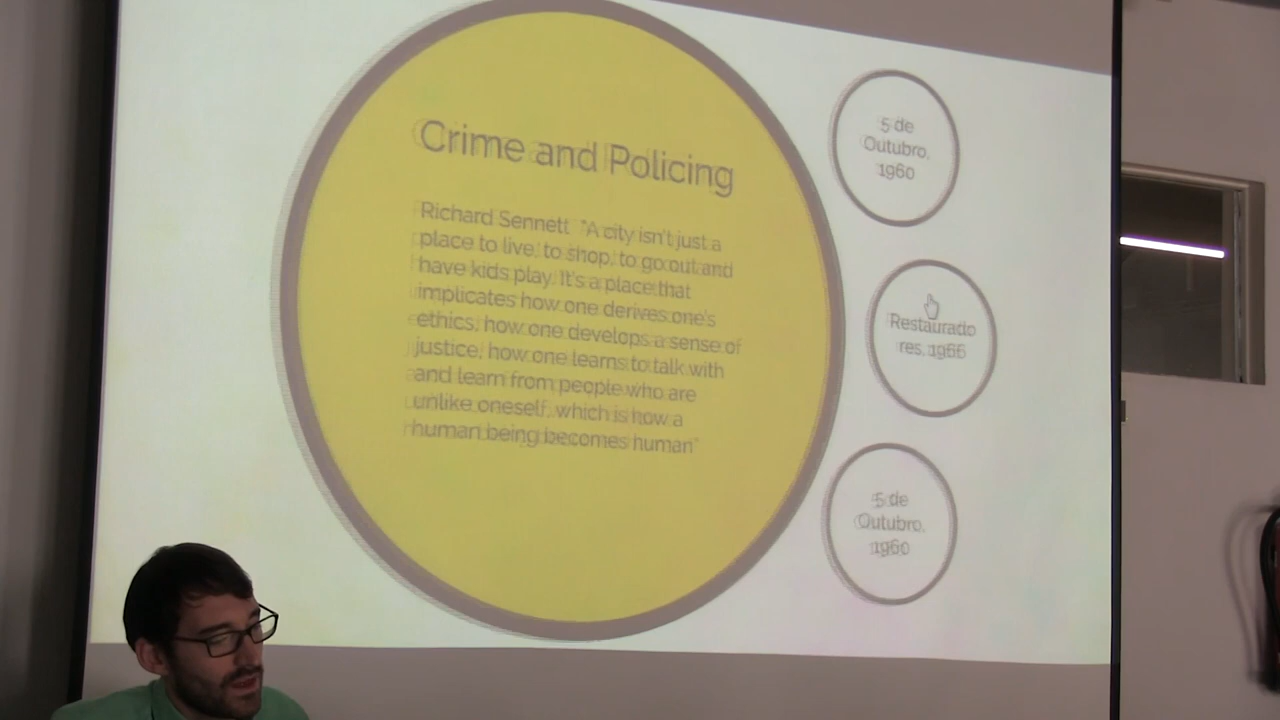 Crime and Policing
Richard Sennett "A city isn't just a
place to live, to shop, to go out and
have kids play. It's a place that
implicates how one derives one's
ethics, how one develops a sense of
justice, how one learns to talk with
and learn from people who are
unlike oneself, which is how a
human being becomes human"
5 de
Outubro,
1960
Restaurado
res, 1966
5 de
Outubro,
1960